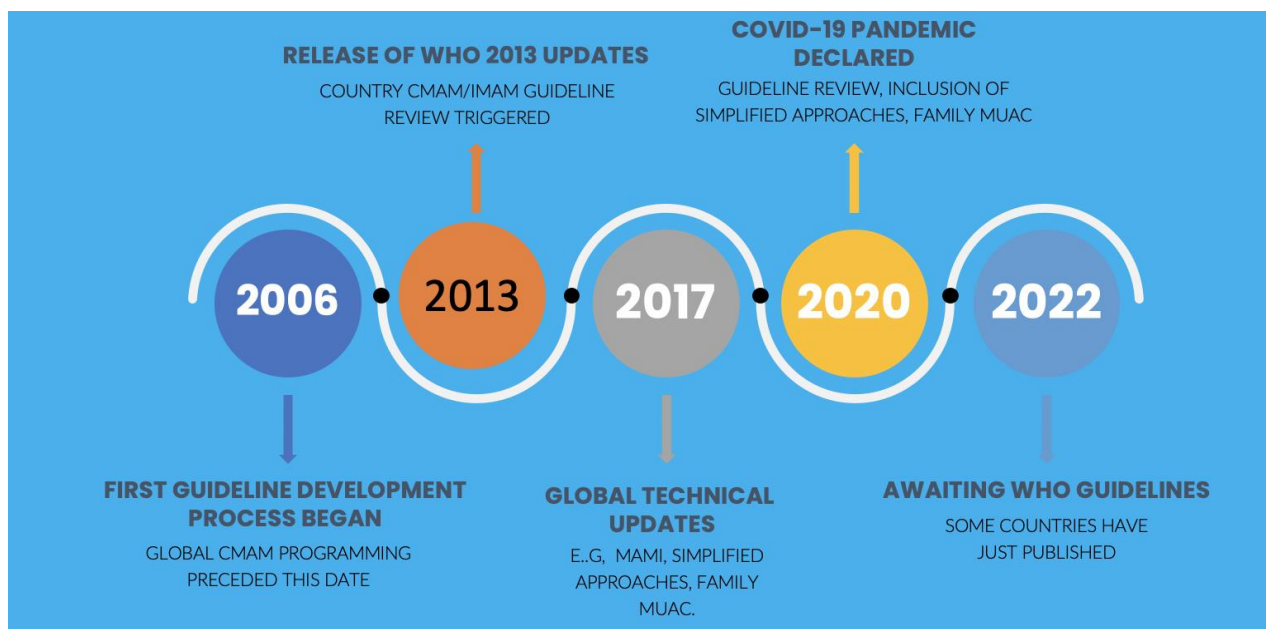 RELEASE OF WHO 2013 UPDATES
COUNTRY CMAM/IMAM GUIDELINE
REVIEW TRIGGERED
COVID-19 PANDEMIC
DECLARED
GUIDELINE REVIEW, INCLUSION OF
SIMPLIFIED APPROACHES, FAMILY MUAC
2006
2013
2017
2020
2022
FIRST GUIDELINE DEVELOPMENT
PROCESS BEGAN
GLOBAL CMAM PROGRAMMING
PRECEDED THIS DATE
GLOBAL TECHNICAL
UPDATES
E..G, MAMI, SIMPLIFIED
APPROACHES, FAMILY
MUAC.
AWAITING WHO GUIDELINES
SOME COUNTRIES HAVE
JUST PUBLISHED